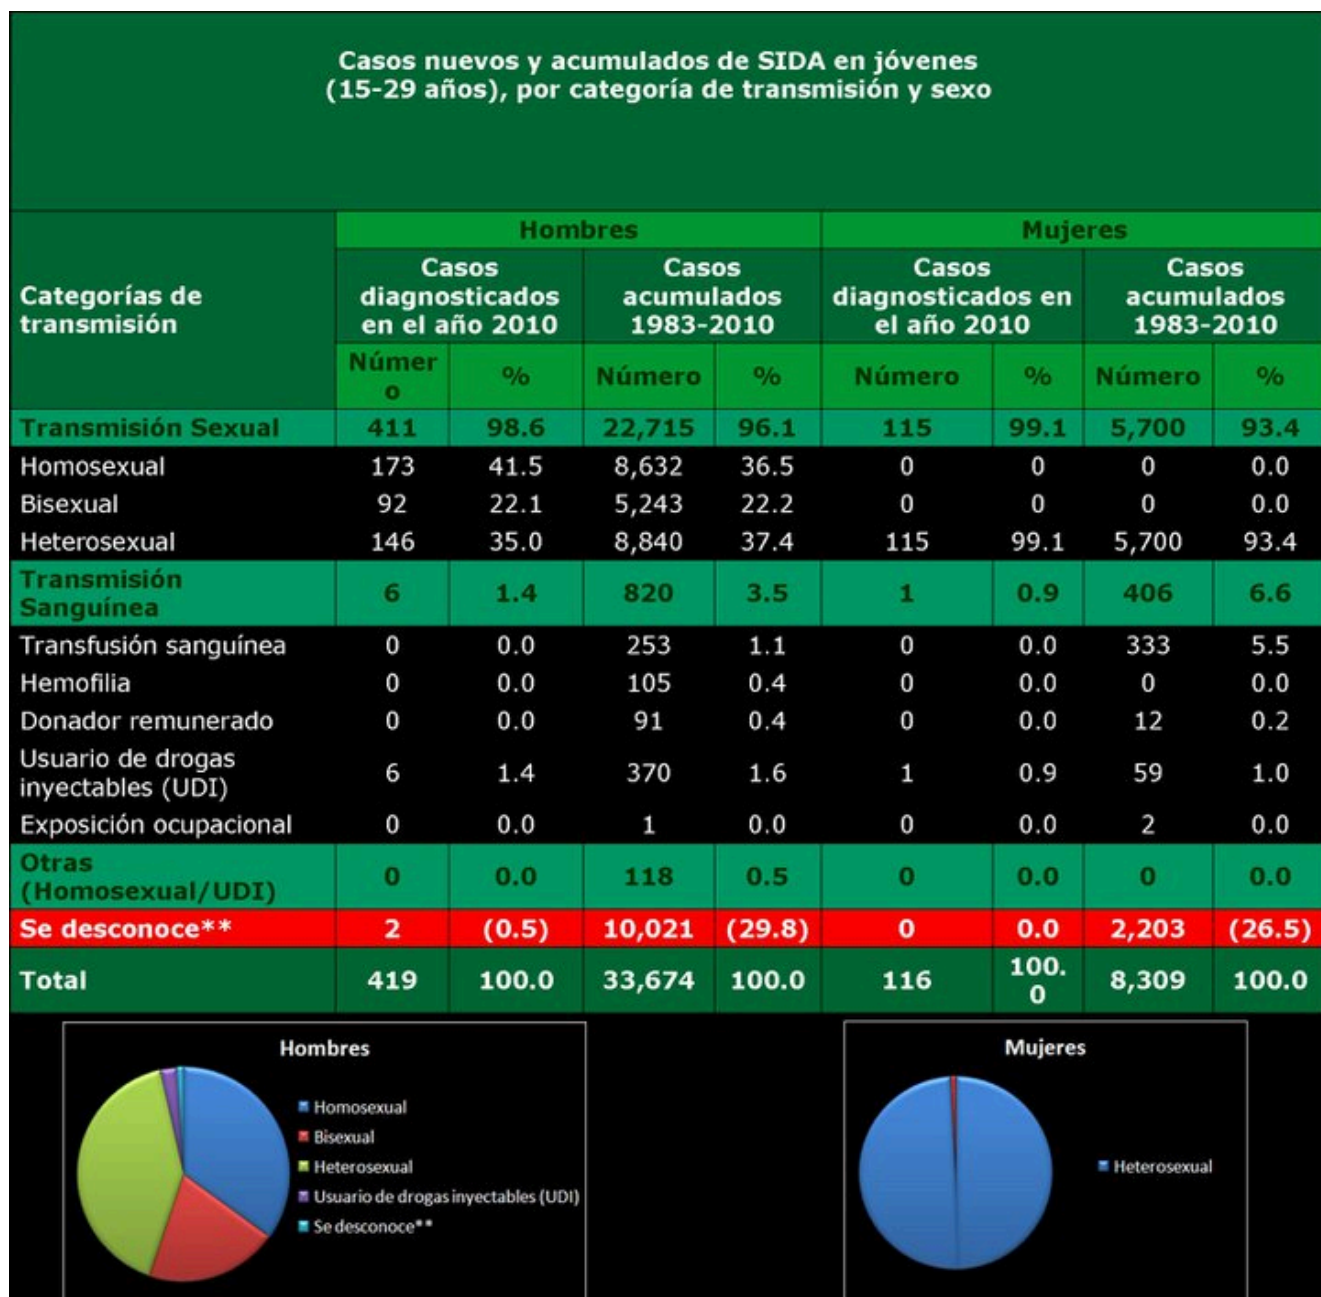 Casos nuevos y acumulados de SIDA en jóvenes
(15-29 años), por categoría de transmisión y sexo
Hombres Mujeres
Categorías de
transmisión
Casos
diagnosticados
en el año 2010
Casos
acumulados
1983-2010
Casos
diagnosticados en
el año 2010
Casos
acumulados
1983-2010
Númer
o
% Número % Número % Número %
Transmisión Sexual 411 98.6 22,715 96.1 115 99.1 5,700 93.4
Homosexual 173 41.5 8,632 36.5 0 0 0 0.0
Bisexual 92 22.1 5,243 22.2 0 0 0 0.0
Heterosexual 146 35.0 8,840 37.4 115 99.1 5,700 93.4
Transmisión
Sanguínea 6 1.4 820 3.5 1 0.9 406 6.6
Transfusión sanguínea 0 0.0 253 1.1 0 0.0 333 5.5
Hemofilia 0 0.0 105 0.4 0 0.0 0 0.0
Donador remunerado 0 0.0 91 0.4 0 0.0 12 0.2
Usuario de drogas
inyectables (UDI) 6 1.4 370 1.6 1 0.9 59 1.0
Exposición ocupacional 0 0.0 1 0.0 0 0.0 2 0.0
Otras
(Homosexual/UDI) 0 0.0 118 0.5 0 0.0 0 0.0
Se desconoce** 2 (0.5) 10,021 (29.8) 0 0.0 2,203 (26.5)
Total 419 100.0 33,674 100.0 116 100.
0 8,309 100.0
Hombres
Homosexual
Bisexual
Heterosexual
Usuario de drogas inyectables (UDI)
Se desconoce**
Mujeres
Heterosexual